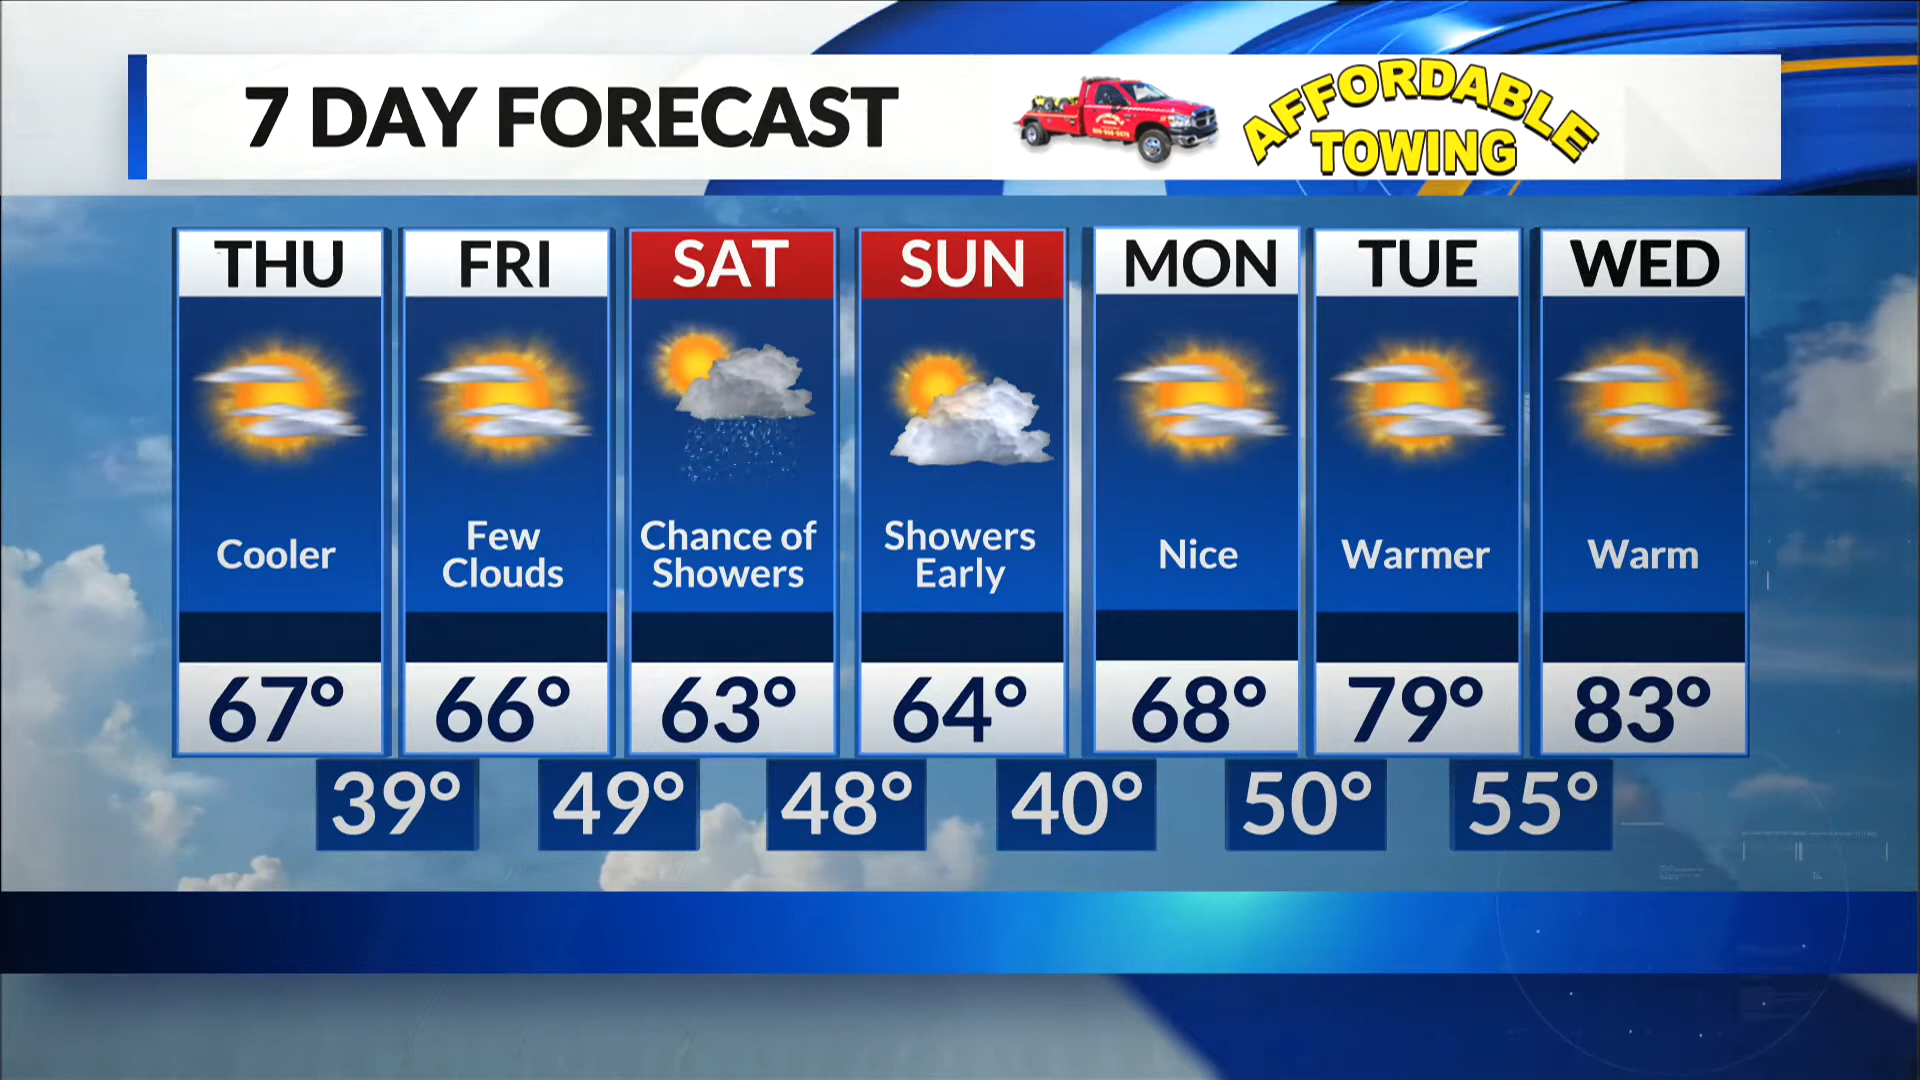 7 DAY FORECAST
AFFORDABLE
TOWING
THU
FRI
SAT
SUN
MON
TUE
WED
Cooler
Few
Clouds
Chance of
Showers
Showers
Early
Nice
Warmer
Warm
67°
66°
63°
64°
68°
79°
83°
39°
49°
48°
40°
50°
55°